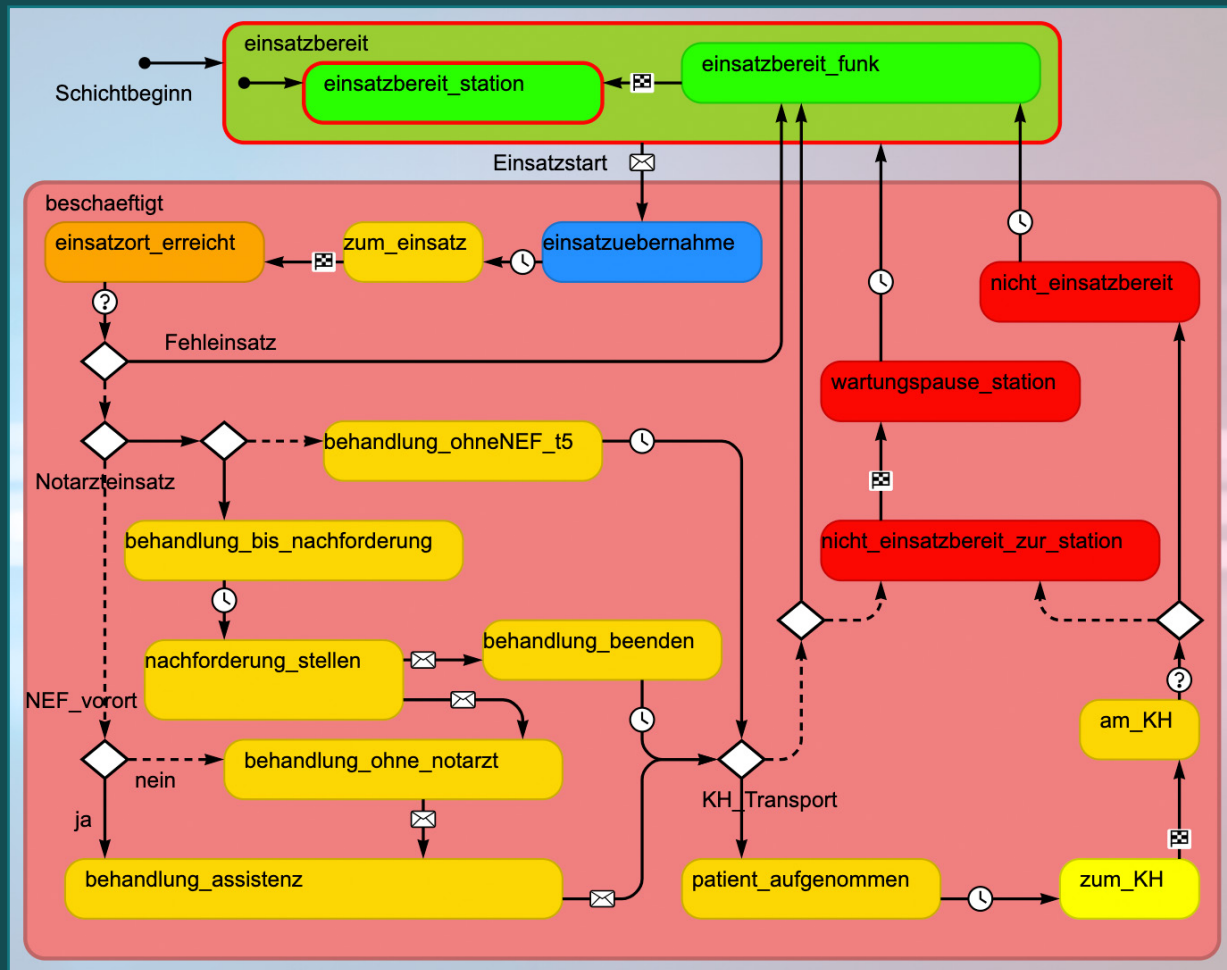 einsatzbereit
einsatzbereit_station
einsatzbereit_funk
Schichtbeginn
Einsatzstart
beschaeftigt
einsatzort_erreicht
zum_einsatz
einsatzuebernahme
nicht_einsatzbereit
?
Fehleinsatz
wartungspause_station
behandlung_ohneNEF_t5
Notarzteinsatz
behandlung_bis_nachforderung
nicht_einsatzbereit_zur_station
nachforderung_stellen
behandlung_beenden
NEF_vorort
?
am_KH
behandlung_ohne_notarzt
nein
KH_Transport
ja
behandlung_assistenz
patient_aufgenommen
zum_KH